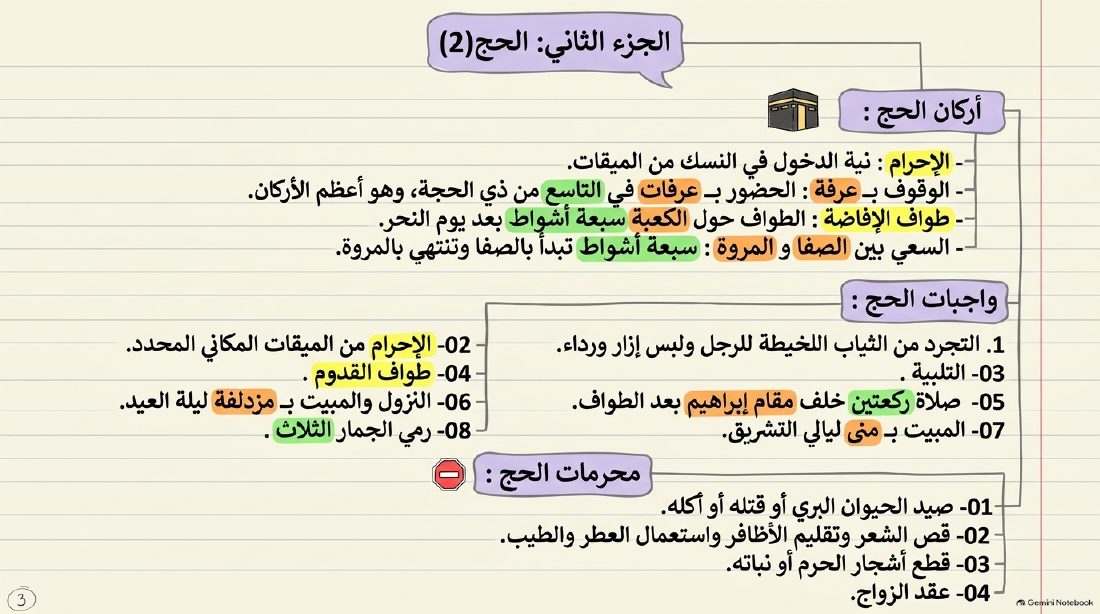 الجزء الثاني: الحج(2)
أركان الحج :
- الإحرام : نية الدخول في النسك من الميقات.
- الوقوف بـ عرفة : الحضور بـ عرفات في التاسع من ذي الحجة، وهو أعظم الأركان.
- طواف الإفاضة : الطواف حول الكعبة سبعة أشواط بعد يوم النحر.
- السعي بين الصفا و المروة : سبعة أشواط تبدأ بالصفا وتنتهي بالمروة.
واجبات الحج :
1. التجرد من الثياب اللخيطة للرجل ولبس إزار ورداء.
02- الإحرام من الميقات المكاني المحدد.
03- التلبية .
04- طواف القدوم .
05- صلاة ركعتين خلف مقام إبراهيم بعد الطواف.
06- النزول والمبيت بـ مزدلفة ليلة العيد.
07- المبيت بـ منى ليالي التشريق.
08- رمي الجمار الثلاث .
محرمات الحج :
01- صيد الحيوان البري أو قتله أو أكله.
02- قص الشعر وتقليم الأظافر واستعمال العطر والطيب.
03- قطع أشجار الحرم أو نباته.
04- عقد الزواج.
3
Gemini Notebook